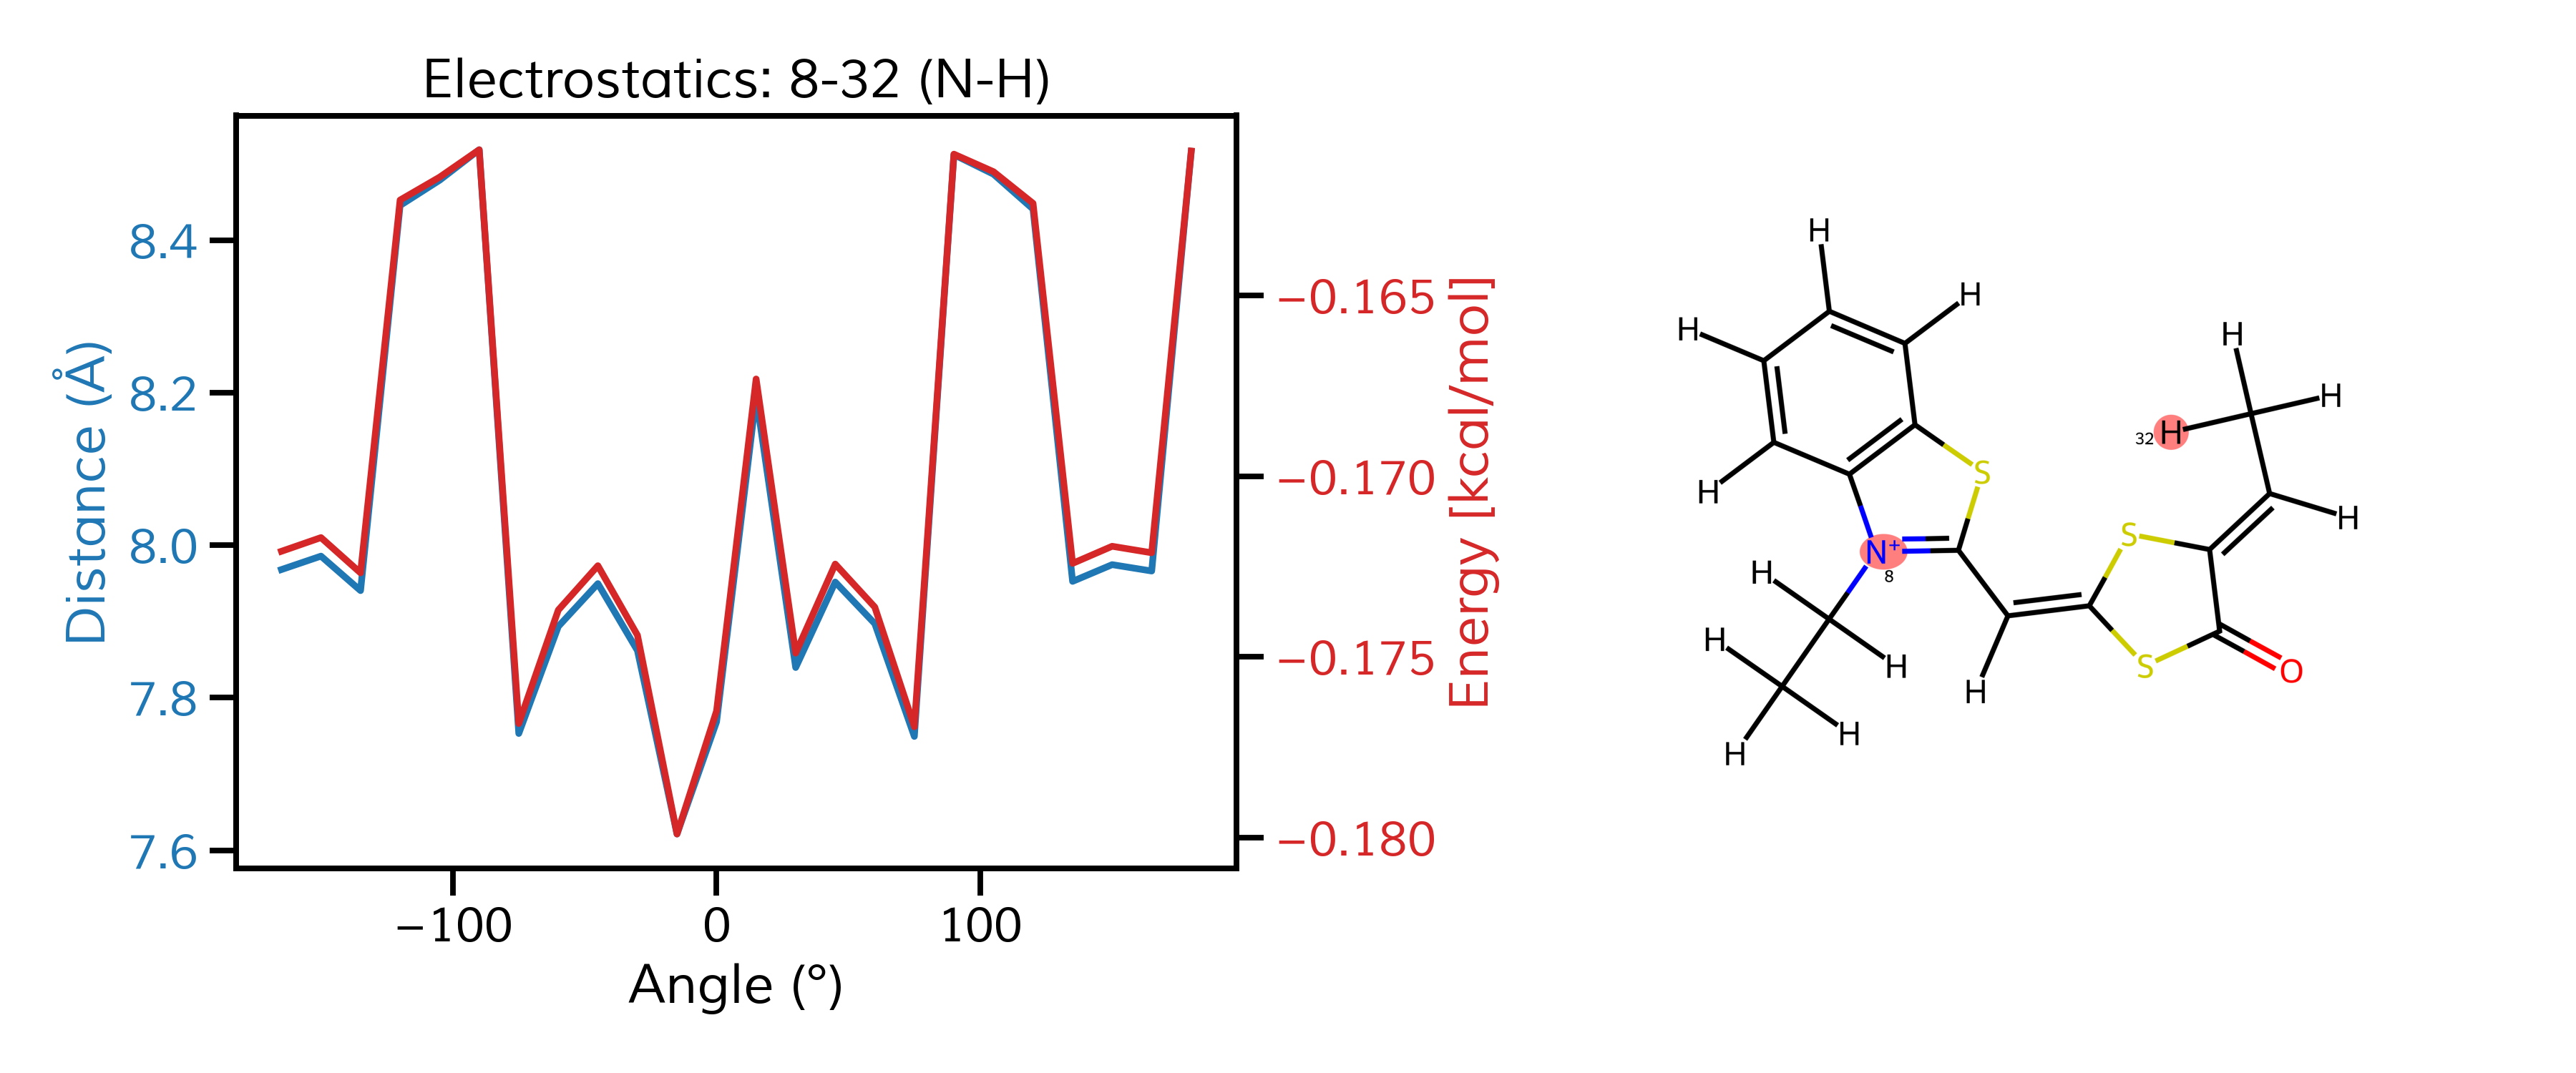 Electrostatics: 8-32 (N-H)
8.4
8.2
8.0
7.8
7.6
Distance (Å)
−100
0
100
Angle (°)
−0.165
−0.170
−0.175
−0.180
Energy [kcal/mol]
H
H
H
H
H
H
32 H
S
H
S
N+
8
H
H
H
S
O
H
H
H